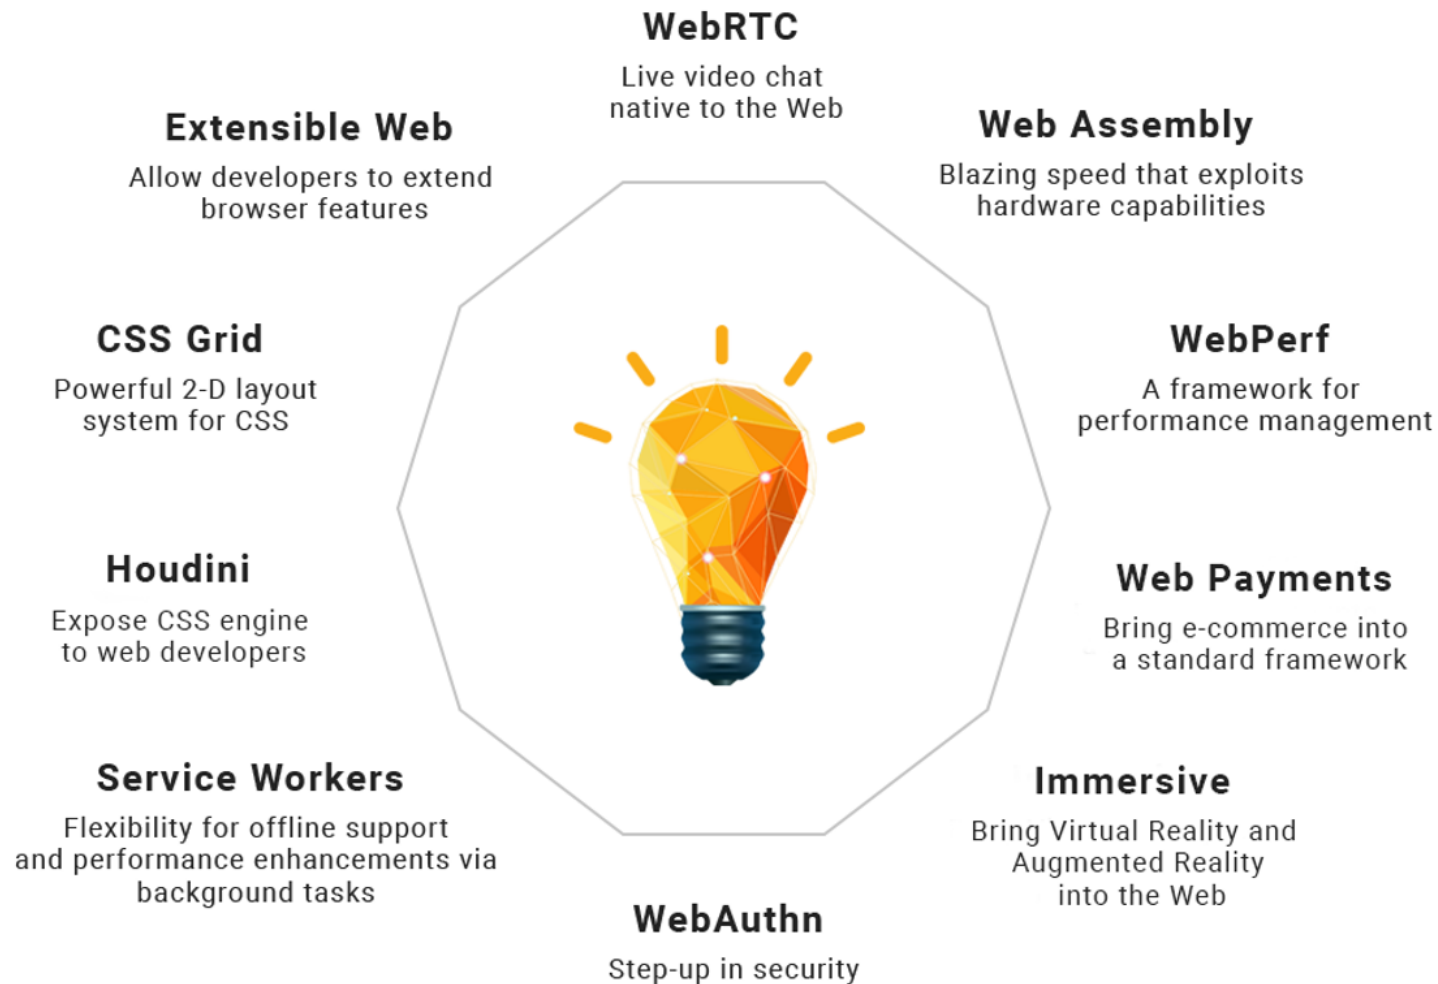 WebRTC
Live video chat
native to the Web
Extensible Web
Allow developers to extend
browser features
Web Assembly
Blazing speed that exploits
hardware capabilities
CSS Grid
Powerful 2-D layout
system for CSS
WebPerf
A framework for
performance management
Houdini
Expose CSS engine
to web developers
Web Payments
Bring e-commerce into
a standard framework
Service Workers
Flexibility for offline support
and performance enhancements via
background tasks
Immersive
Bring Virtual Reality and
Augmented Reality
into the Web
WebAuthn
Step-up in security